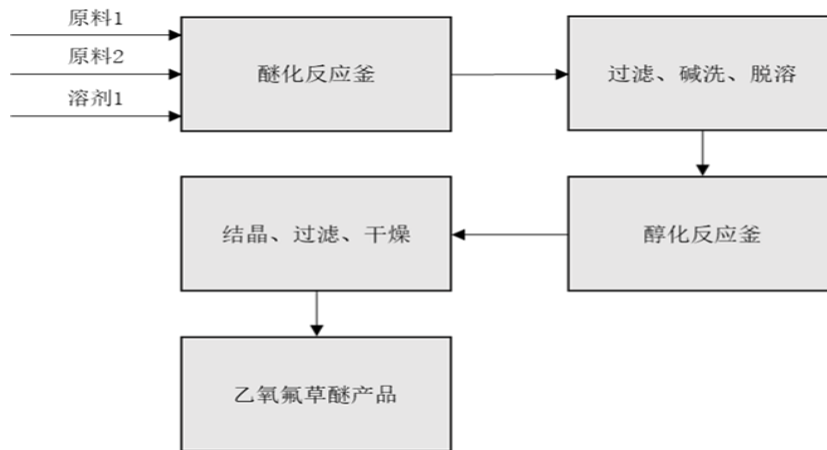 原料1
原料2
溶剂1
醚化反应釜
过滤、碱洗、脱溶
醇化反应釜
结晶、过滤、干燥
乙氧氟草醚产品